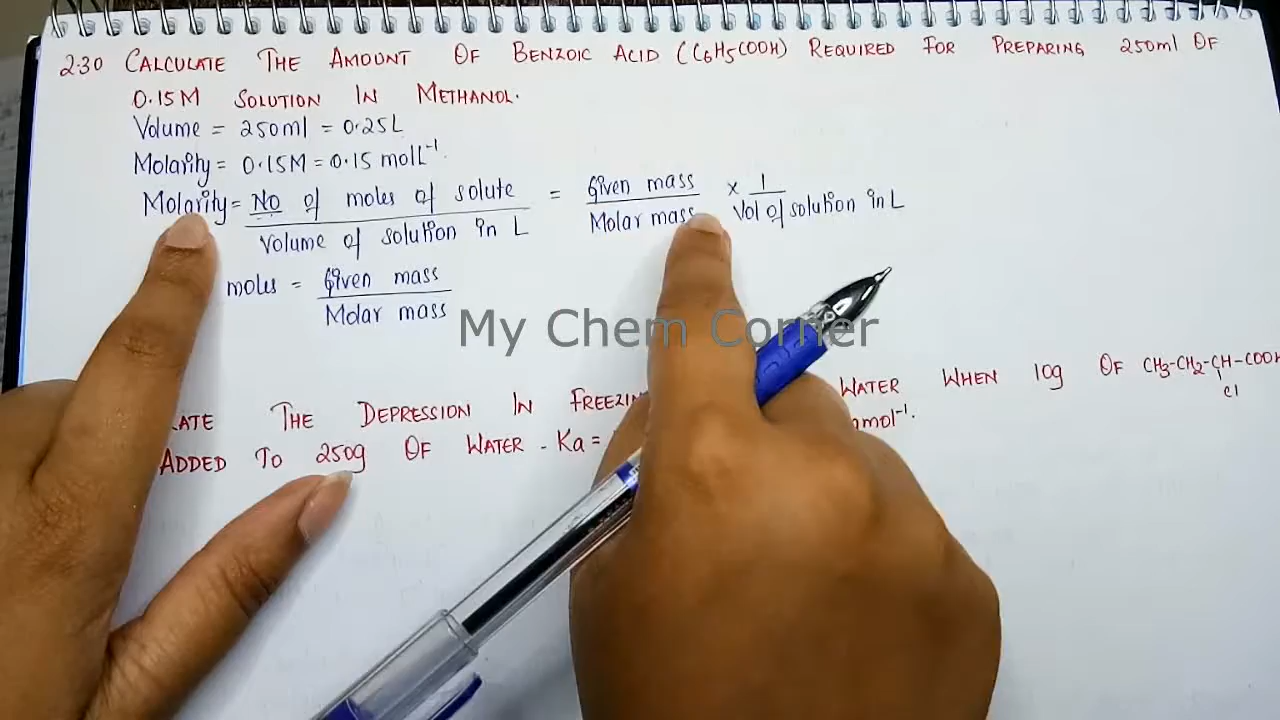 2.30 CALCULATE THE AMOUNT OF BENZOIC ACID (C6H5COOH) REQUIRED FOR PREPARING 250ml OF
0.15M SOLUTION IN METHANOL.
Volume = 250ml = 0.25L
Molarity = 0.15M = 0.15 molL⁻¹.
Molarity = No of moles of solute / Volume of solution in L = Given mass / Molar mass × 1 / Vol of solution in L
moles = Given mass / Molar mass
My Chem Corner
THE DEPRESSION IN WATER WHEN 10g OF CH3-CH2-CH-COOH
Cl
ADDED TO 250g OF WATER - Ka =